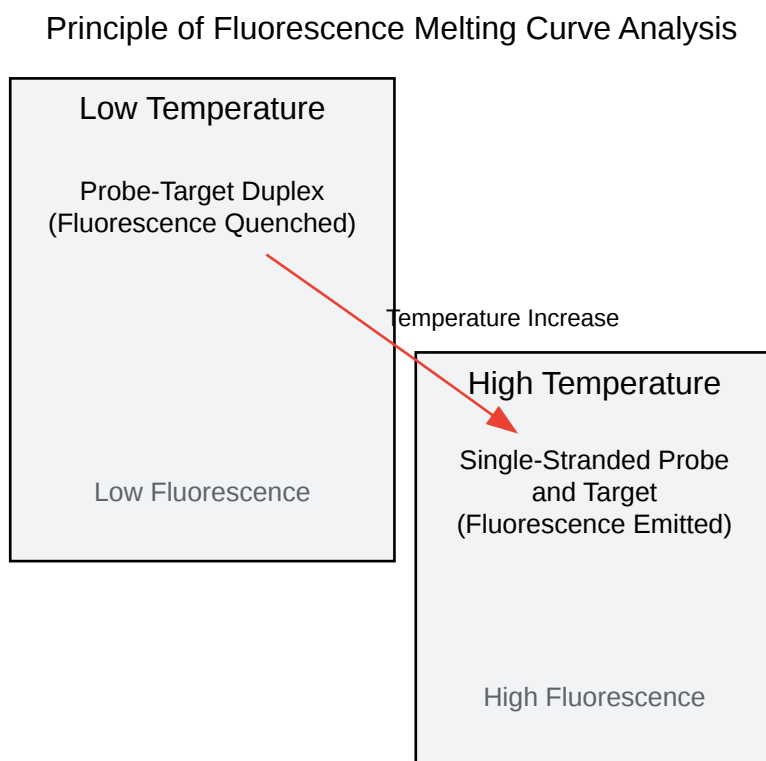 Principle of Fluorescence Melting Curve Analysis
Low Temperature
Probe-Target Duplex
(Fluorescence Quenched)
Low Fluorescence
Temperature Increase
High Temperature
Single-Stranded Probe
and Target
(Fluorescence Emitted)
High Fluorescence